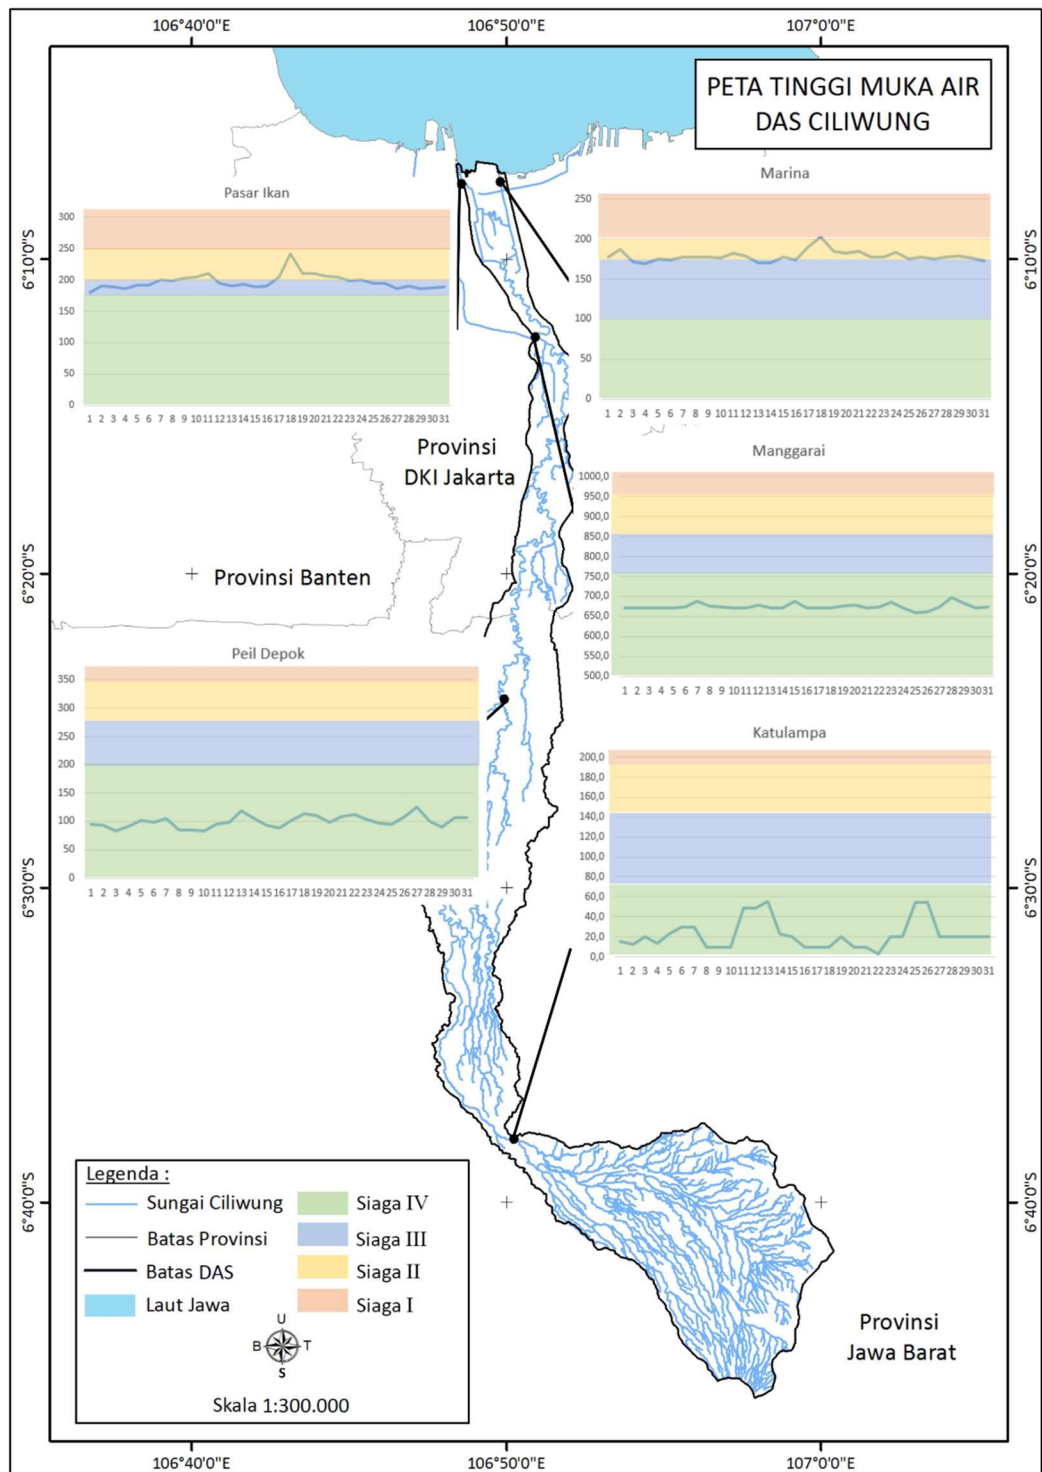 106°40'0"E 106°50'0"E 107°0'0"E
PETA TINGGI MUKA AIR
DAS CILIWUNG
6°10'0"S
6°20'0"S
6°30'0"S
6°40'0"S
6°10'0"S
6°20'0"S
6°30'0"S
6°40'0"S
Pasar Ikan
300
250
200
150
100
50
0
1 2 3 4 5 6 7 8 9 10 11 12 13 14 15 16 17 18 19 20 21 22 23 24 25 26 27 28 29 30 31
Marina
250
200
150
100
50
0
1 2 3 4 5 6 7 8 9 10 11 12 13 14 15 16 17 18 19 20 21 22 23 24 25 26 27 28 29 30 31
Provinsi
DKI Jakarta
Manggarai
1000,0
950,0
900,0
850,0
800,0
750,0
700,0
650,0
600,0
550,0
500,0
1 2 3 4 5 6 7 8 9 10 11 12 13 14 15 16 17 18 19 20 21 22 23 24 25 26 27 28 29 30 31
Provinsi Banten
Peil Depok
350
300
250
200
150
100
50
0
1 2 3 4 5 6 7 8 9 10 11 12 13 14 15 16 17 18 19 20 21 22 23 24 25 26 27 28 29 30 31
Katulampa
200,0
180,0
160,0
140,0
120,0
100,0
80,0
60,0
40,0
20,0
0,0
1 2 3 4 5 6 7 8 9 10 11 12 13 14 15 16 17 18 19 20 21 22 23 24 25 26 27 28 29 30 31
Legenda :
Sungai Ciliwung
Batas Provinsi
Batas DAS
Laut Jawa
Siaga IV
Siaga III
Siaga II
Siaga I
U
B T
S
Skala 1:300.000
Provinsi
Jawa Barat
106°40'0"E 106°50'0"E 107°0'0"E